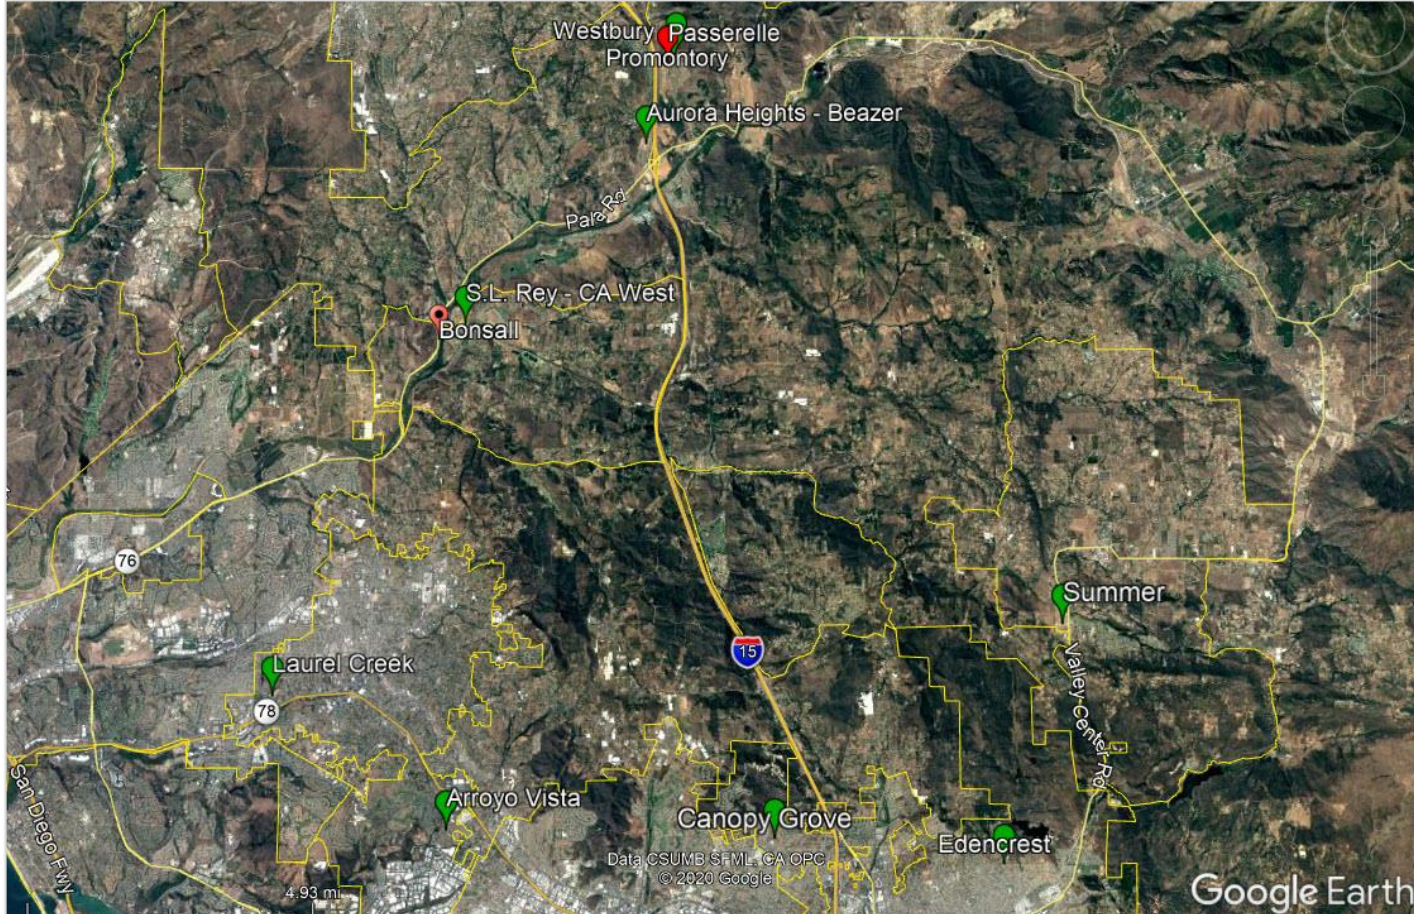 Westbury Passerelle
Promontory
Aurora Heights - Beazer
Pala Rd
S.L. Rey - CA West
Bonsall
76
Summer
15
Laurel Creek
78
Valley Center Rd
San Diego Fwy
Arroyo Vista
Canopy Grove
Edencrest
Data CSUMB SFML, CA OPC
© 2020 Google
4.93 mi
Google Earth